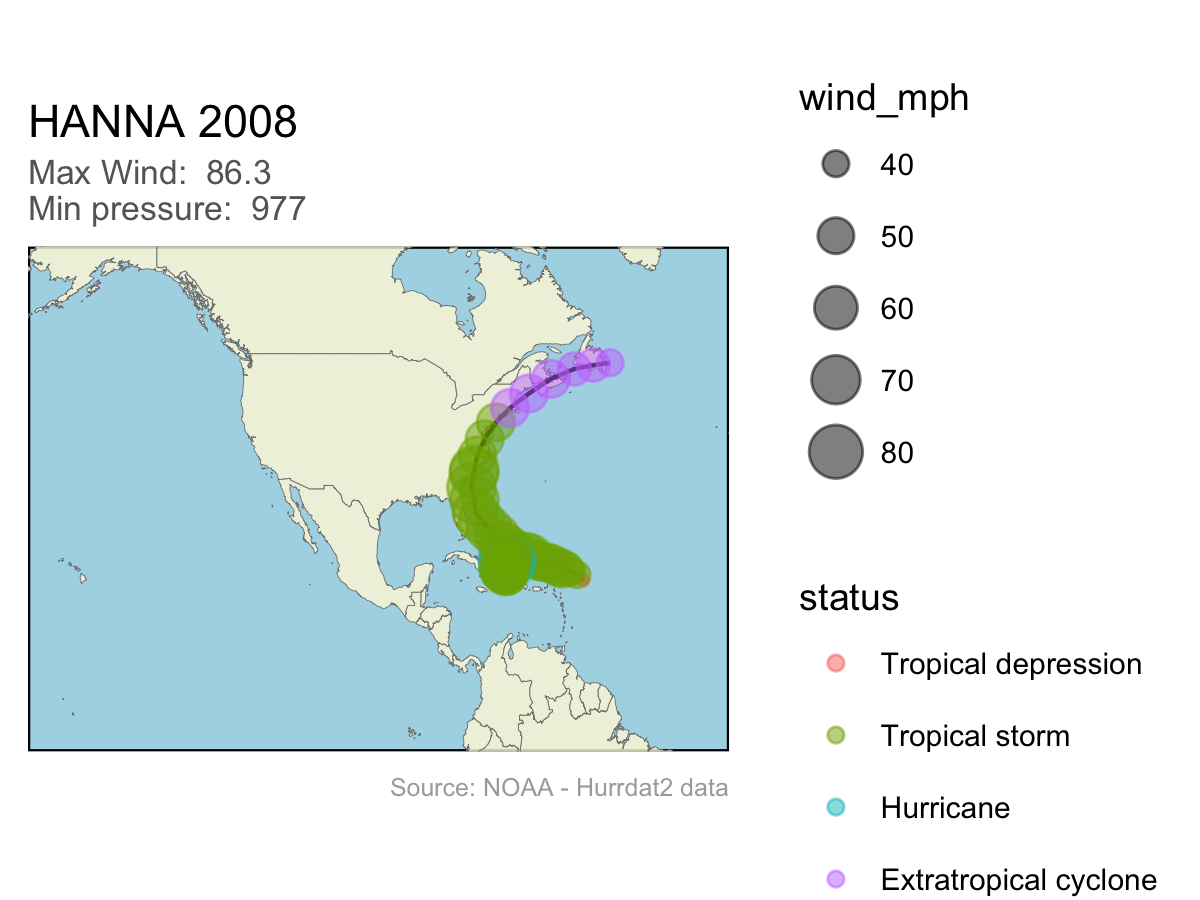 HANNA 2008
Max Wind:  86.3
Min pressure:  977
Source: NOAA - Hurrdat2 data
wind_mph
40
50
60
70
80
status
Tropical depression
Tropical storm
Hurricane
Extratropical cyclone